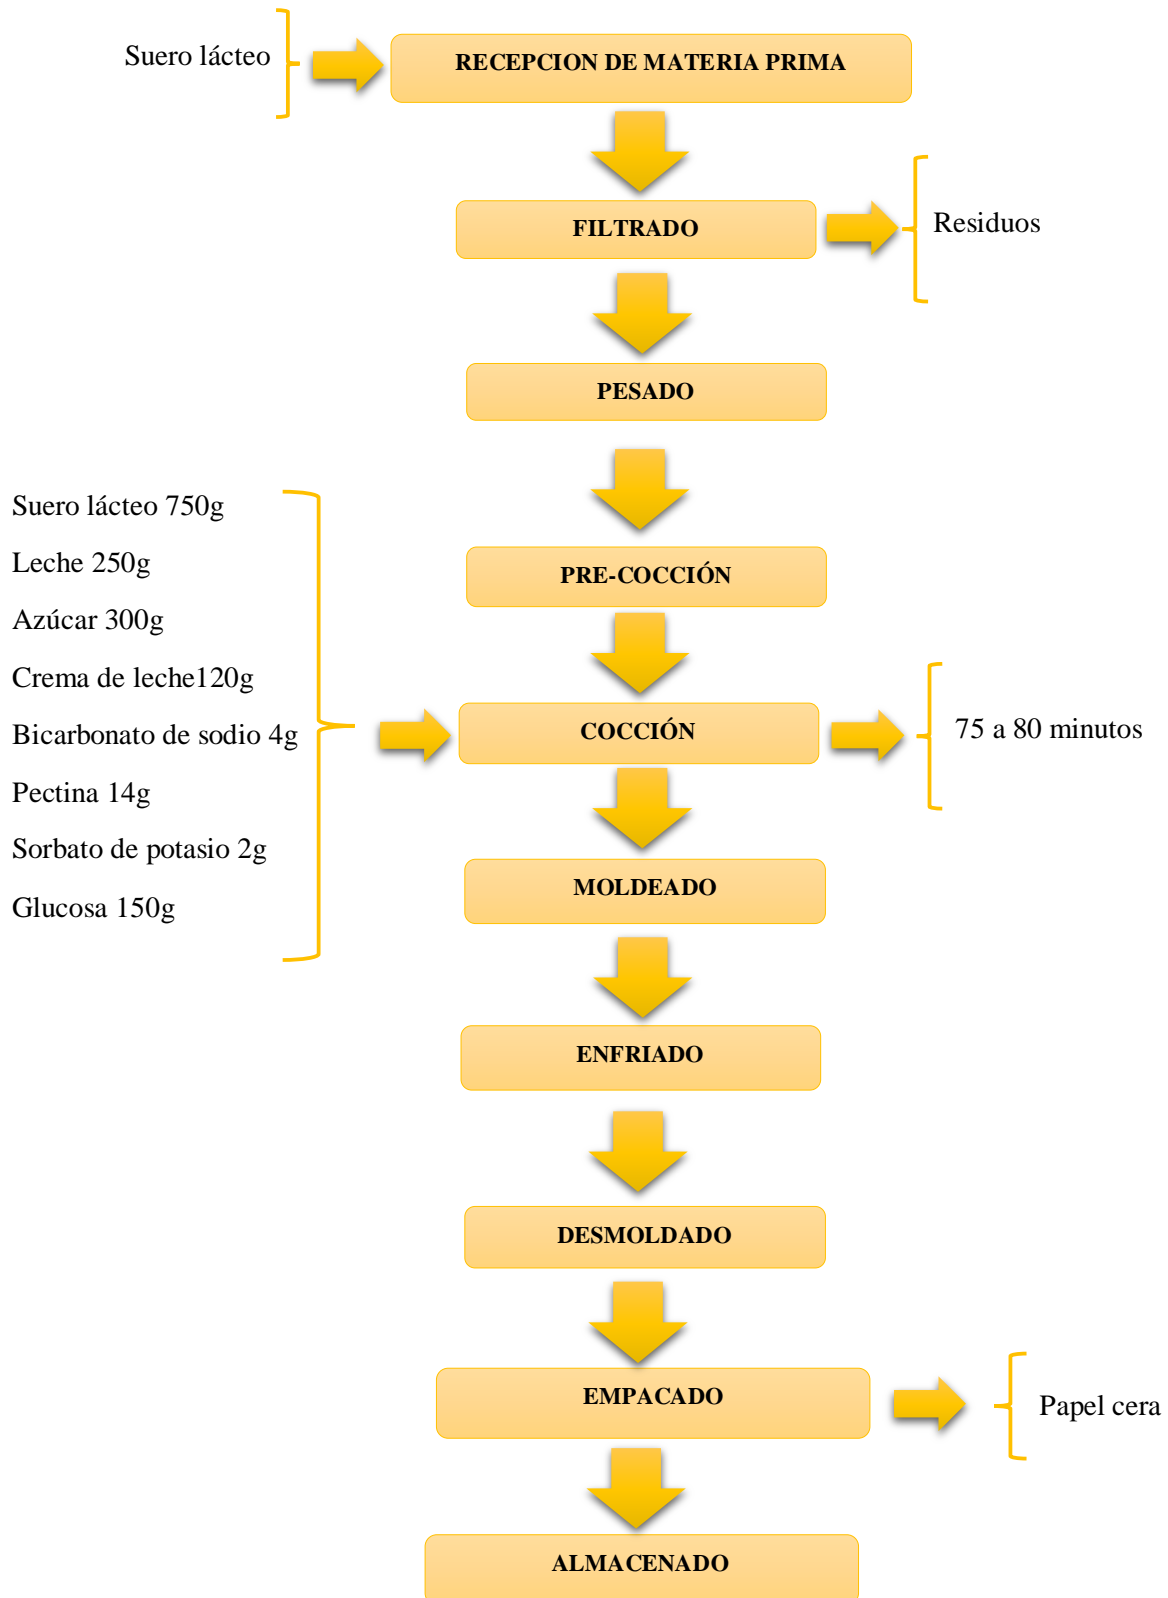 Suero lácteo
RECEPCION DE MATERIA PRIMA
FILTRADO
Residuos
PESADO
Suero lácteo 750g
Leche 250g
Azúcar 300g
Crema de leche120g
Bicarbonato de sodio 4g
Pectina 14g
Sorbato de potasio 2g
Glucosa 150g
PRE-COCCIÓN
COCCIÓN
75 a 80 minutos
MOLDEADO
ENFRIADO
DESMOLDADO
EMPACADO
Papel cera
ALMACENADO